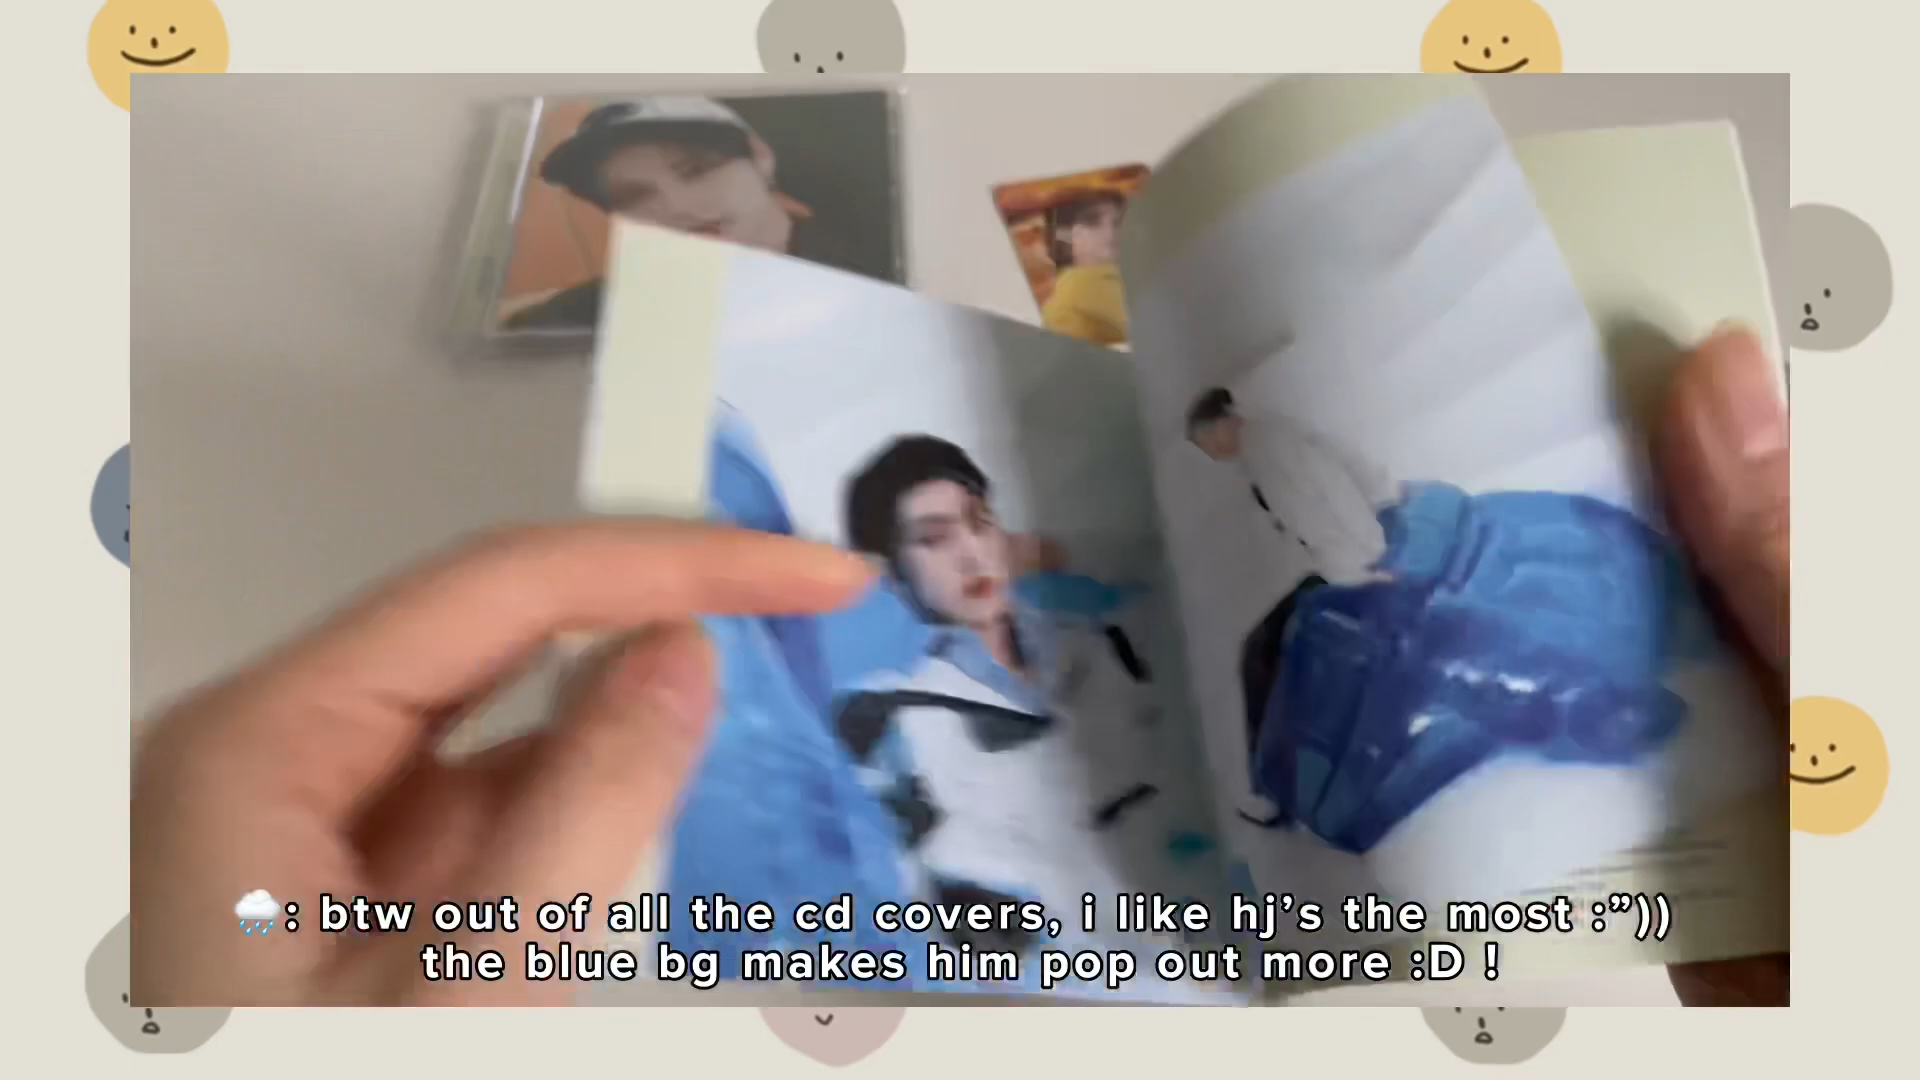 🌧️: btw out of all the cd covers, i like hj’s the most :”))
the blue bg makes him pop out more :D !